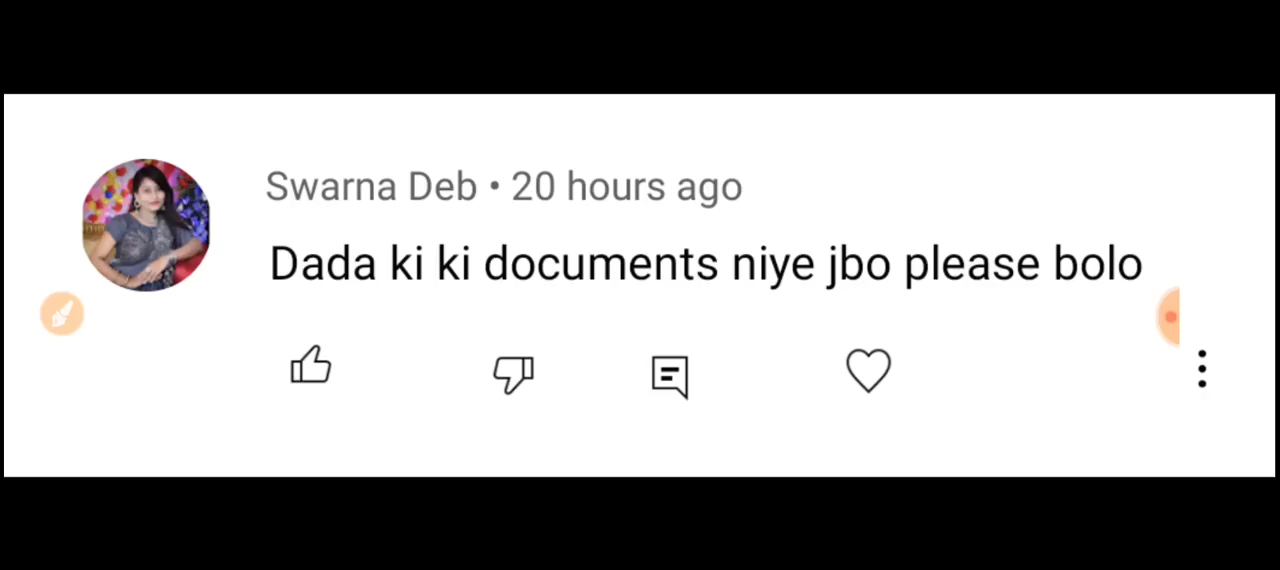 Swarna Deb • 20 hours ago
Dada ki ki documents niye jbo please bolo